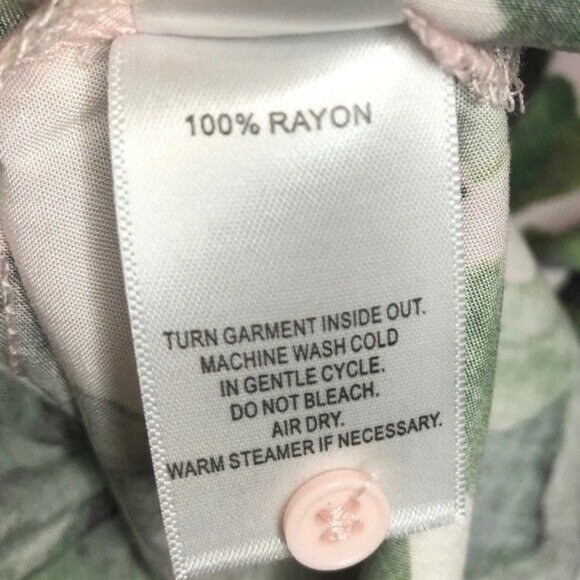 100% RAYON
TURN GARMENT INSIDE OUT.
MACHINE WASH COLD
IN GENTLE CYCLE.
DO NOT BLEACH.
AIR DRY.
WARM STEAMER IF NECESSARY.